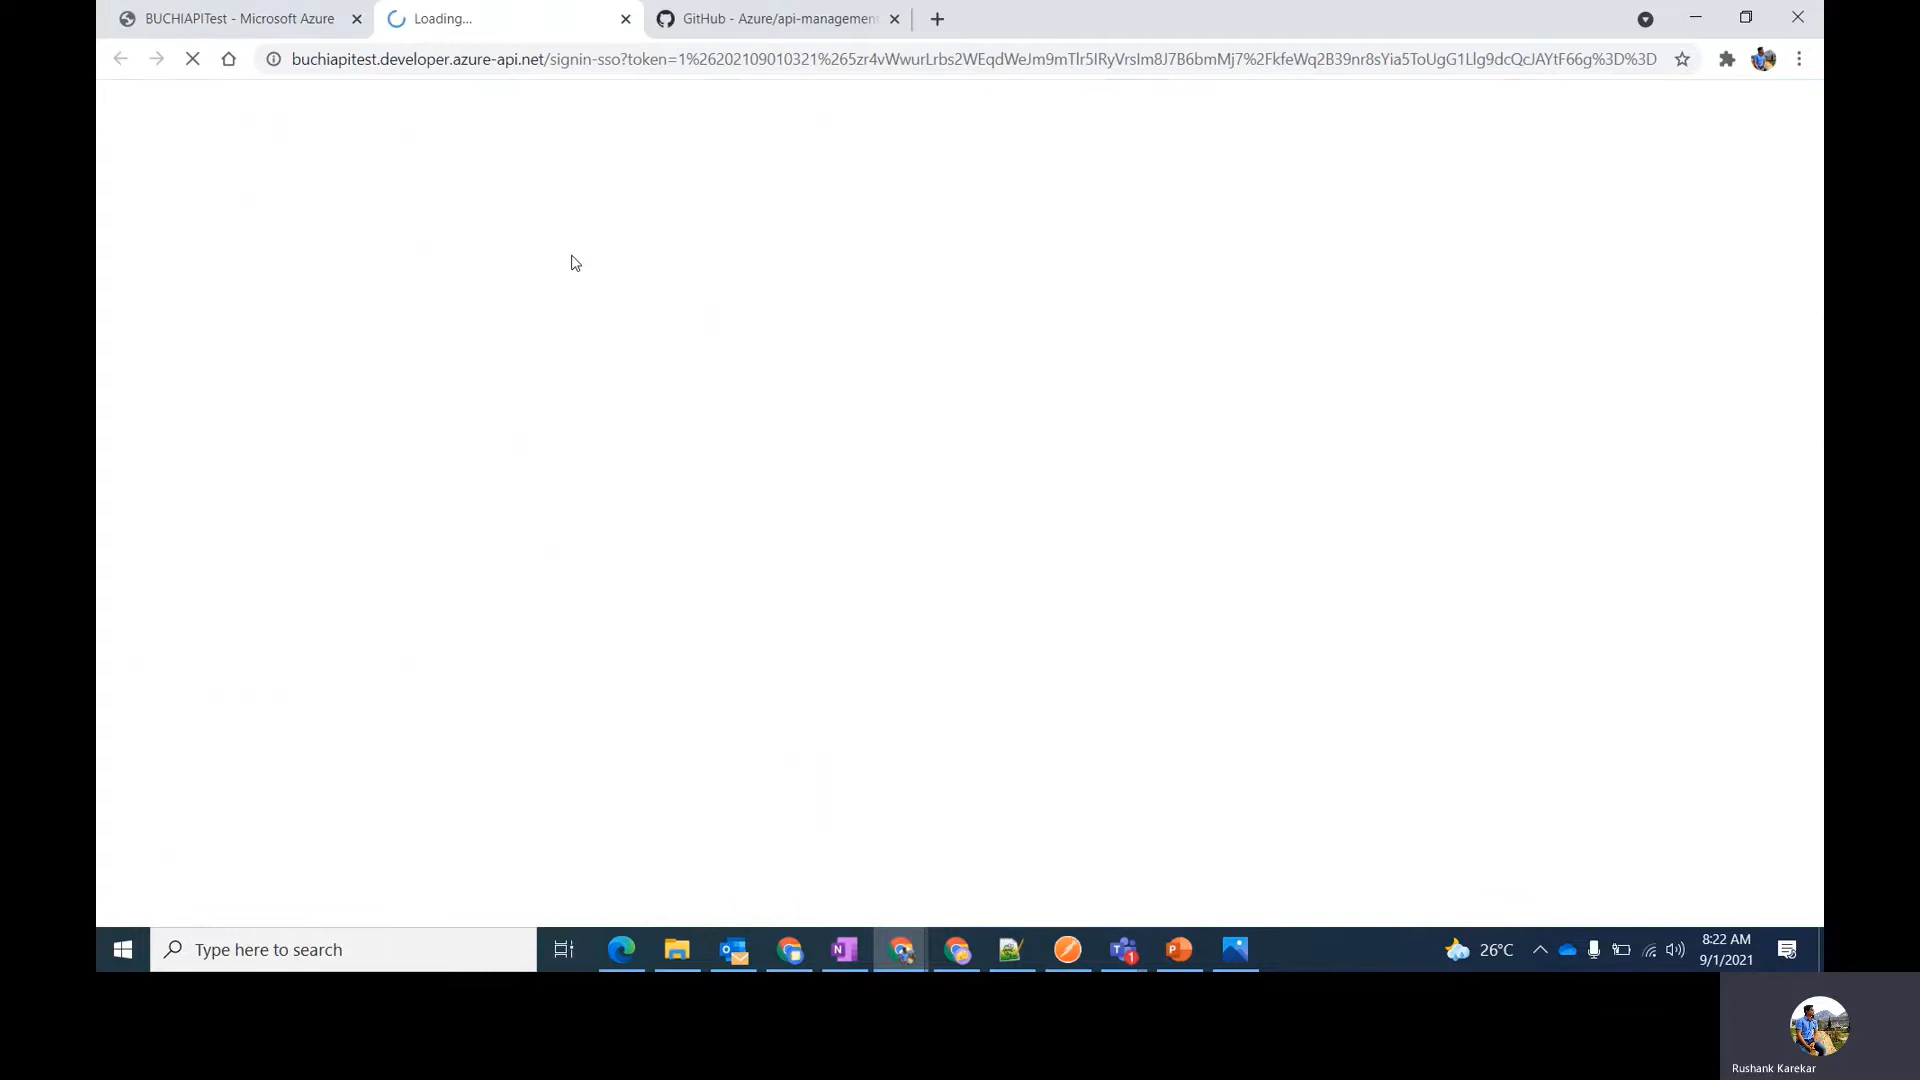 BUCHIAPITest - Microsoft Azure
Loading...
GitHub - Azure/api-management
buchiapitest.developer.azure-api.net/signin-sso?token=1%26202109010321%265zr4vWwurLrbs2WEqdWeJm9mTlr5IRyVrsIm8J7B6bmMj7%2FkfeWq2B39nr8sYia5ToUgG1Llg9dcQcJAYtF66g%3D%3D
Type here to search
26°C
8:22 AM
9/1/2021
Rushank Karekar